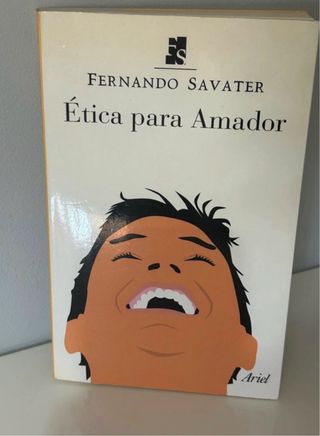 FERNANDO SAVATER
Ética para Amador
Ariel